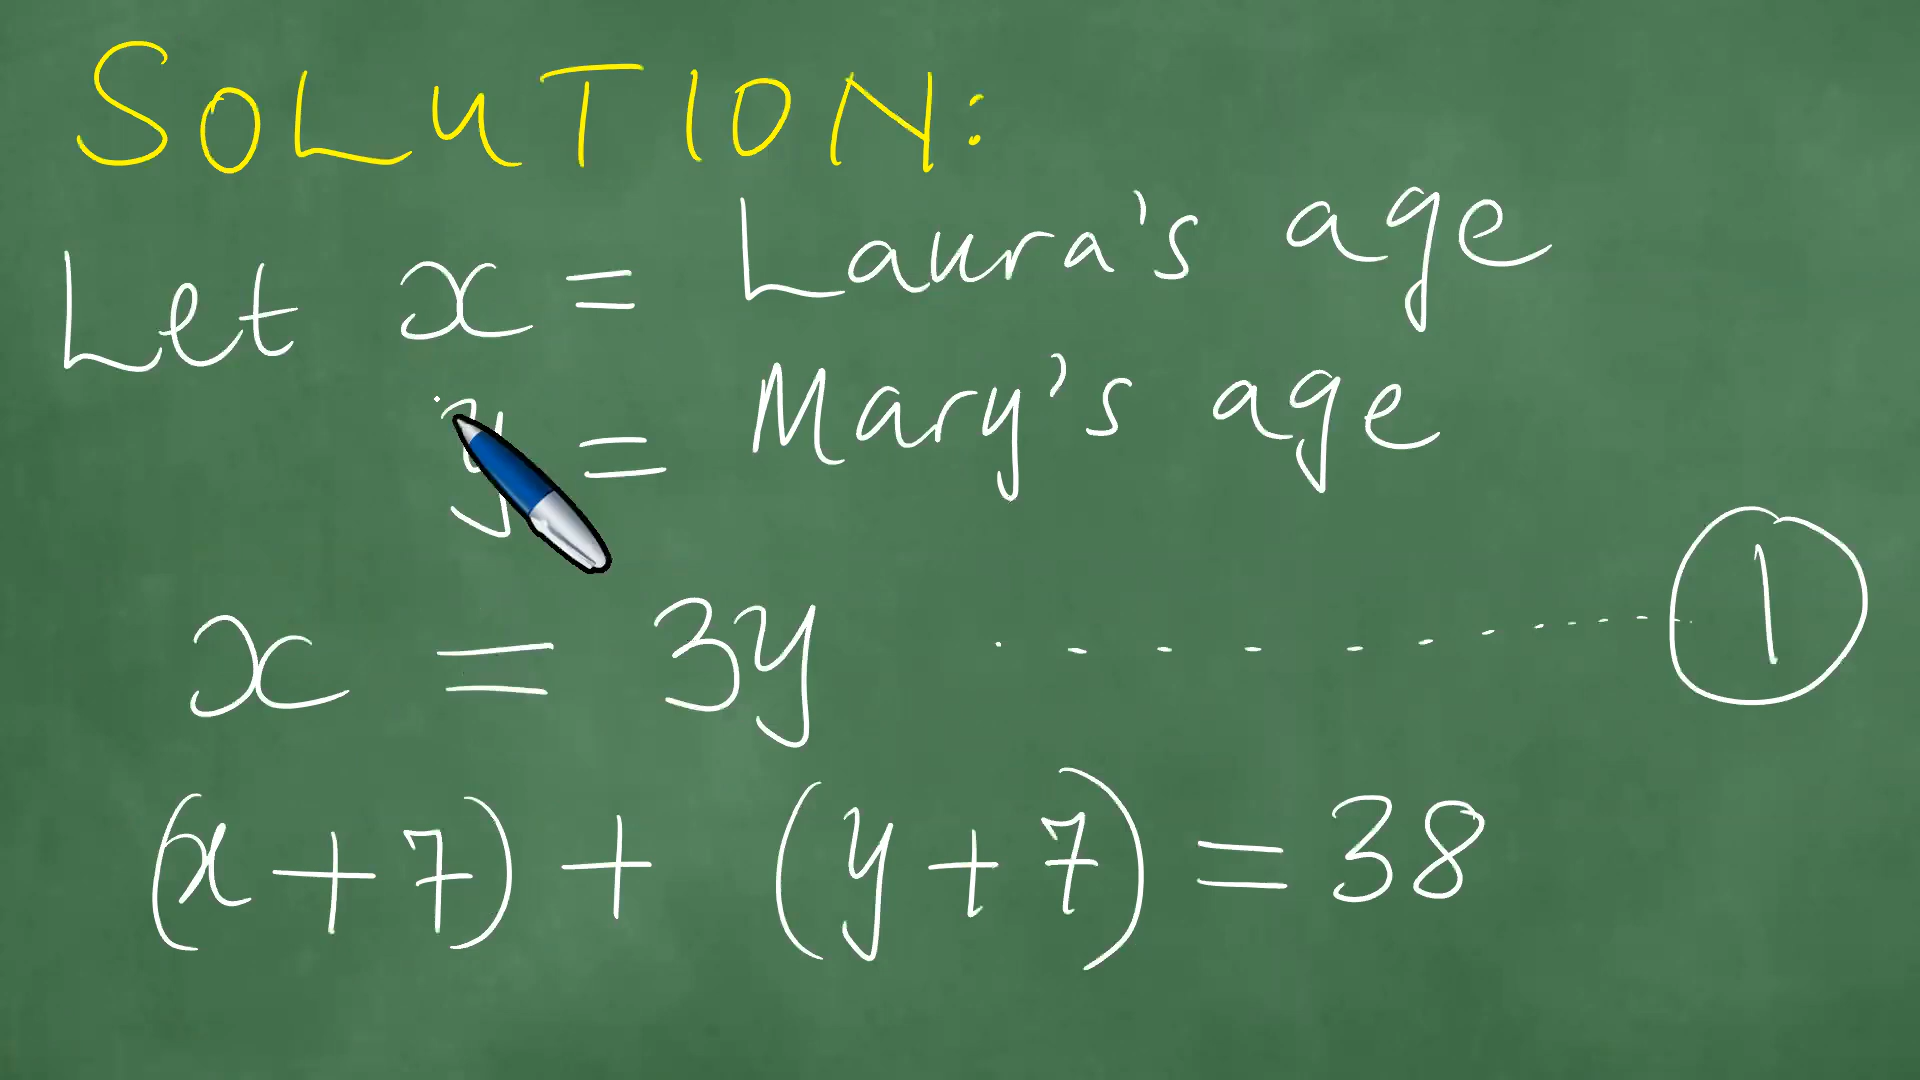 SOLUTION:
Let x = Laura's age
y = Mary's age
x = 3y ......... 1
(x+7) + (y+7) = 38